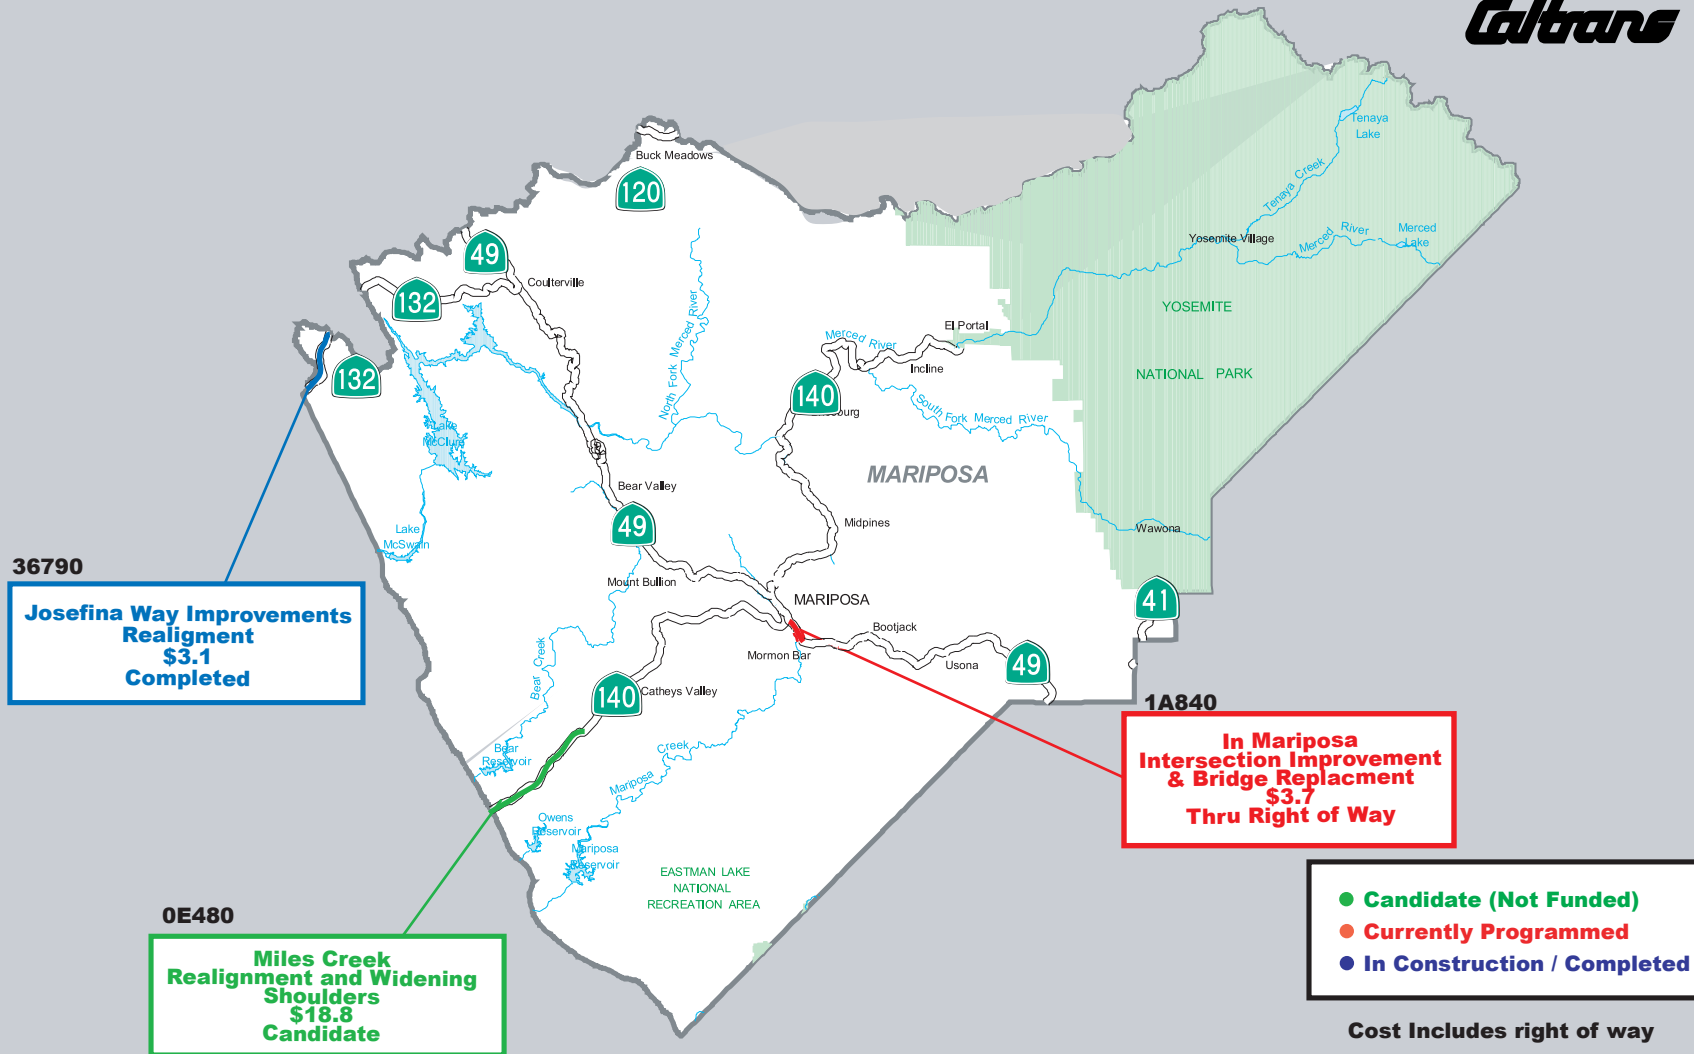 Caltrans
Buck Meadows
120
49
Coulterville
132
132
Tenaya
Lake
Tenaya Creek
Yosemite Village
Merced River
Merced
Lake
YOSEMITE
NATIONAL PARK
North Fork Merced River
El Portal
Merced River
Incline
140
South Fork Merced River
MARIPOSA
Lake
McClure
Bear Valley
49
Midpines
Wawona
Lake
McSwain
Mount Bullion
MARIPOSA
41
Bootjack
Mormon Bar
Usona
49
Bear Creek
140
Catheys Valley
Bear
Reservoir
Mariposa Creek
Owens
Reservoir
Mariposa
Reservoir
EASTMAN LAKE
NATIONAL
RECREATION AREA
36790
Josefina Way Improvements
Realigment
$3.1
Completed
1A840
In Mariposa
Intersection Improvement
& Bridge Replacment
$3.7
Thru Right of Way
0E480
Miles Creek
Realignment and Widening
Shoulders
$18.8
Candidate
Candidate (Not Funded)
Currently Programmed
In Construction / Completed
Cost Includes right of way